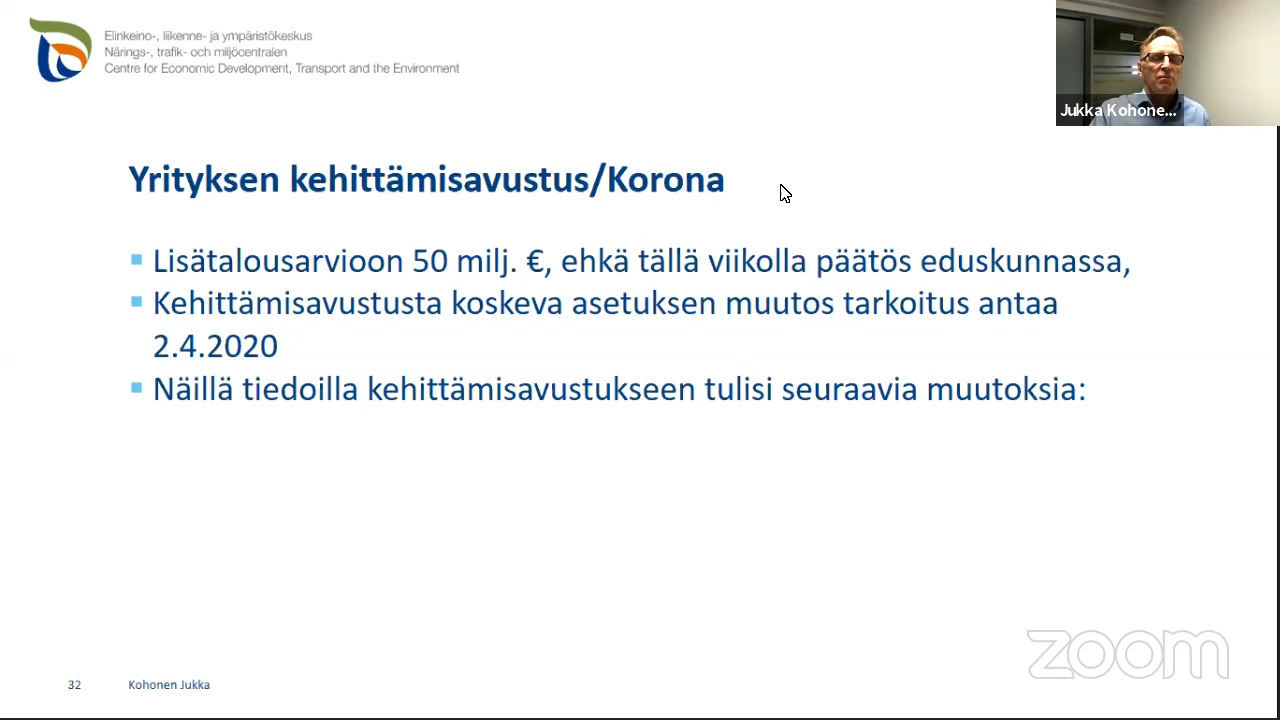 Elinkeino-, liikenne- ja ympäristökeskus
Närings-, trafik- och miljöcentralen
Centre for Economic Development, Transport and the Environment
Jukka Kohone...
Yrityksen kehittämisavustus/Korona
Lisätalousarvioon 50 milj. €, ehkä tällä viikolla päätös eduskunnassa,
Kehittämisavustusta koskeva asetuksen muutos tarkoitus antaa
2.4.2020
Näillä tiedoilla kehittämisavustukseen tulisi seuraavia muutoksia:
zoom
32 Kohonen Jukka